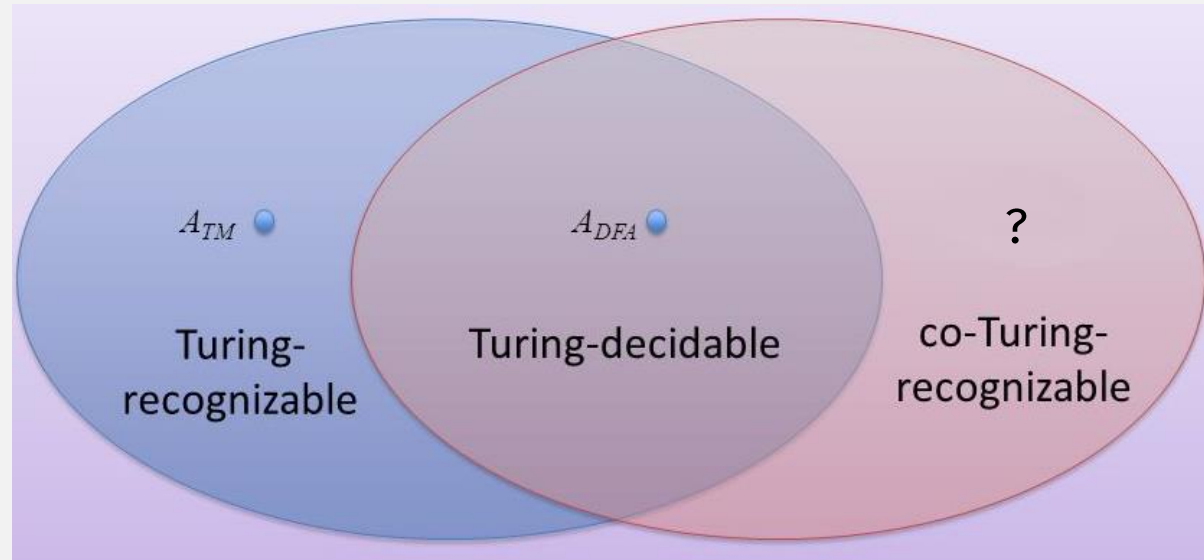 A_TM
A_DFA
?
Turing-
recognizable
Turing-decidable
co-Turing-
recognizable